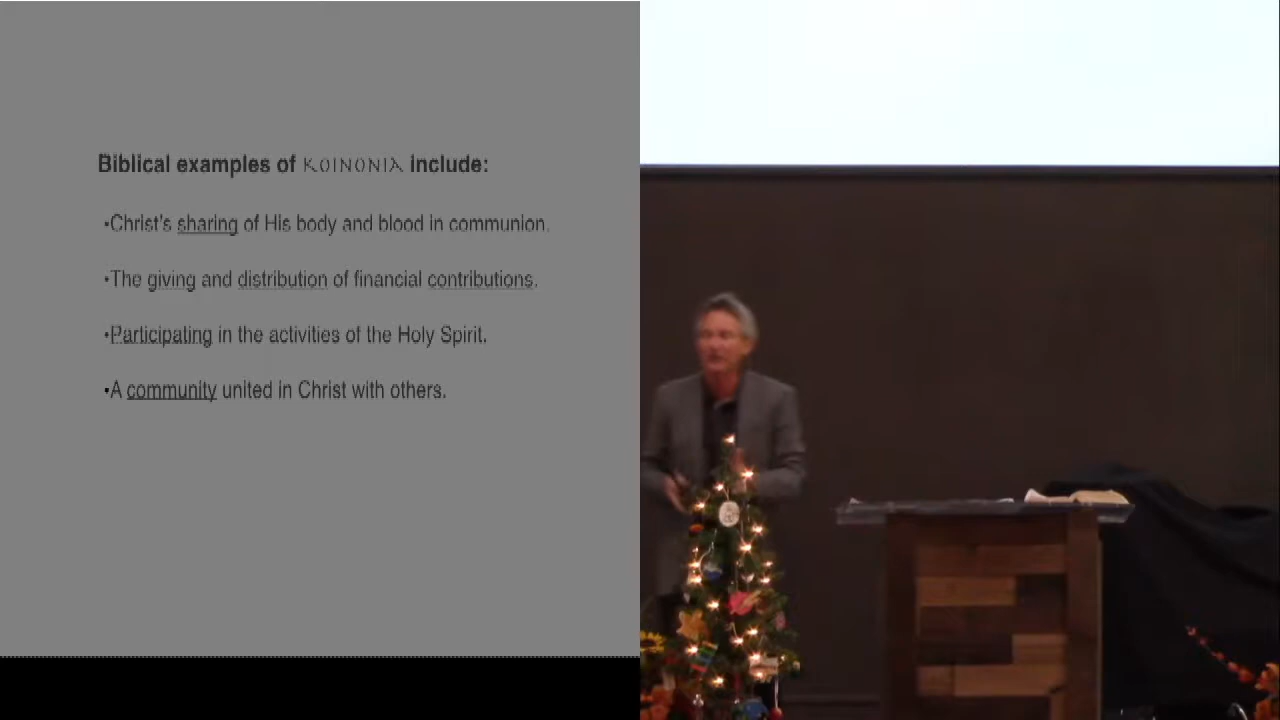 Biblical examples of ΚΟΙΝΟΝΙΑ include:
•Christ's sharing of His body and blood in communion.
•The giving and distribution of financial contributions.
•Participating in the activities of the Holy Spirit.
•A community united in Christ with others.